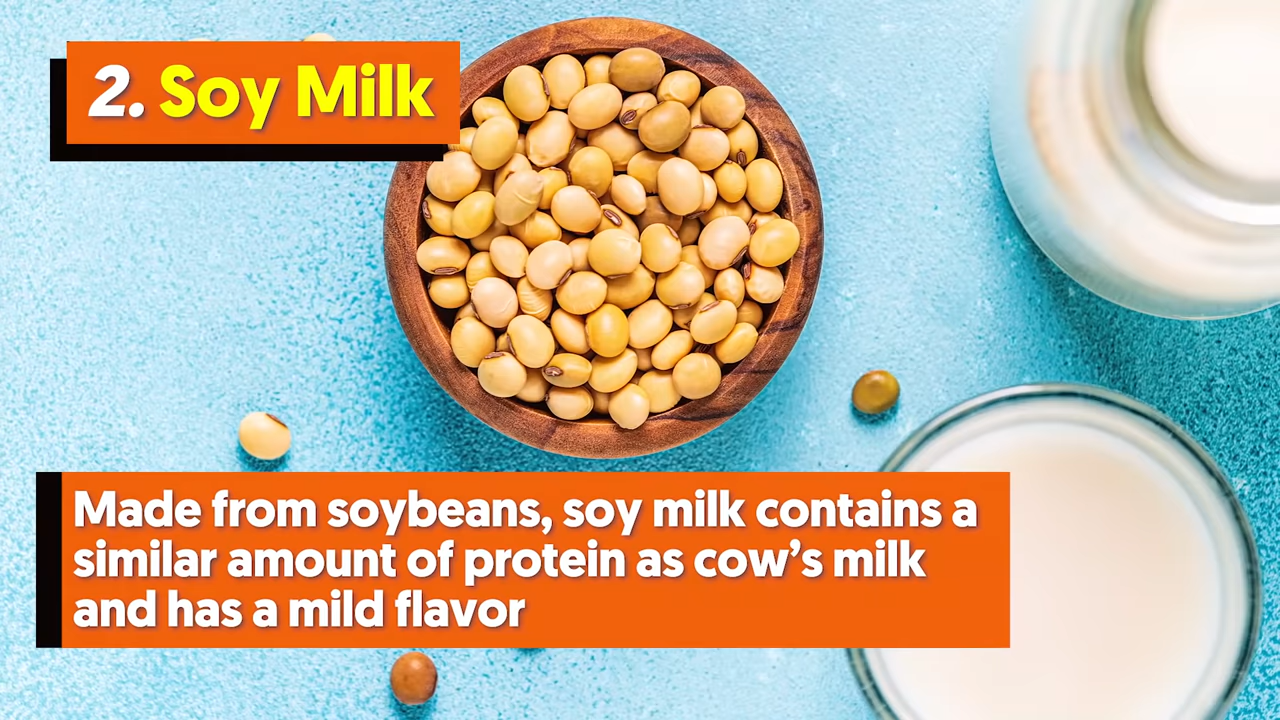 2. Soy Milk
Made from soybeans, soy milk contains a
similar amount of protein as cow’s milk
and has a mild flavor